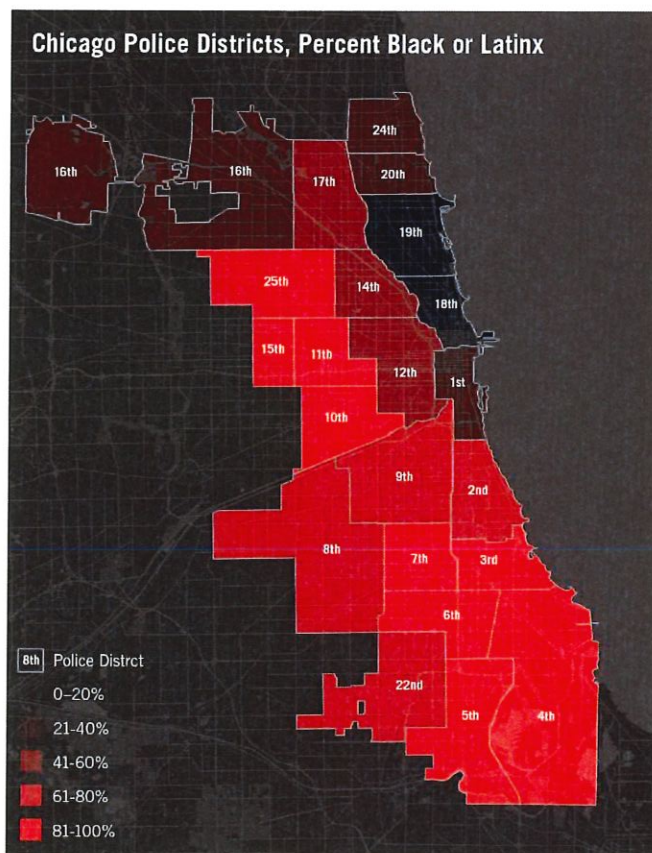 Chicago Police Districts, Percent Black or Latinx
24th
16th
16th
17th
20th
19th
25th
14th
18th
15th
11th
12th
1st
10th
9th
2nd
8th
7th
3rd
6th
22nd
5th
4th
8th Police Distrct
0–20%
21-40%
41-60%
61-80%
81-100%